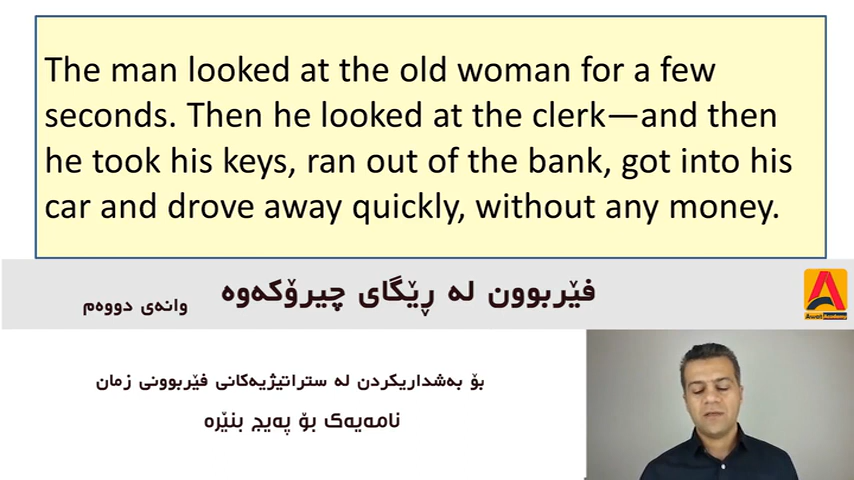 The man looked at the old woman for a few
seconds. Then he looked at the clerk—and then
he took his keys, ran out of the bank, got into his
car and drove away quickly, without any money.
فێربوون لە ڕێگای چیرۆکەوە
وانەی دووەم
Awat Academy
بۆ بەشداریکردن لە ستراتیژیەکانی فێربوونی زمان
نامەیەک بۆ پەیج بنێرە